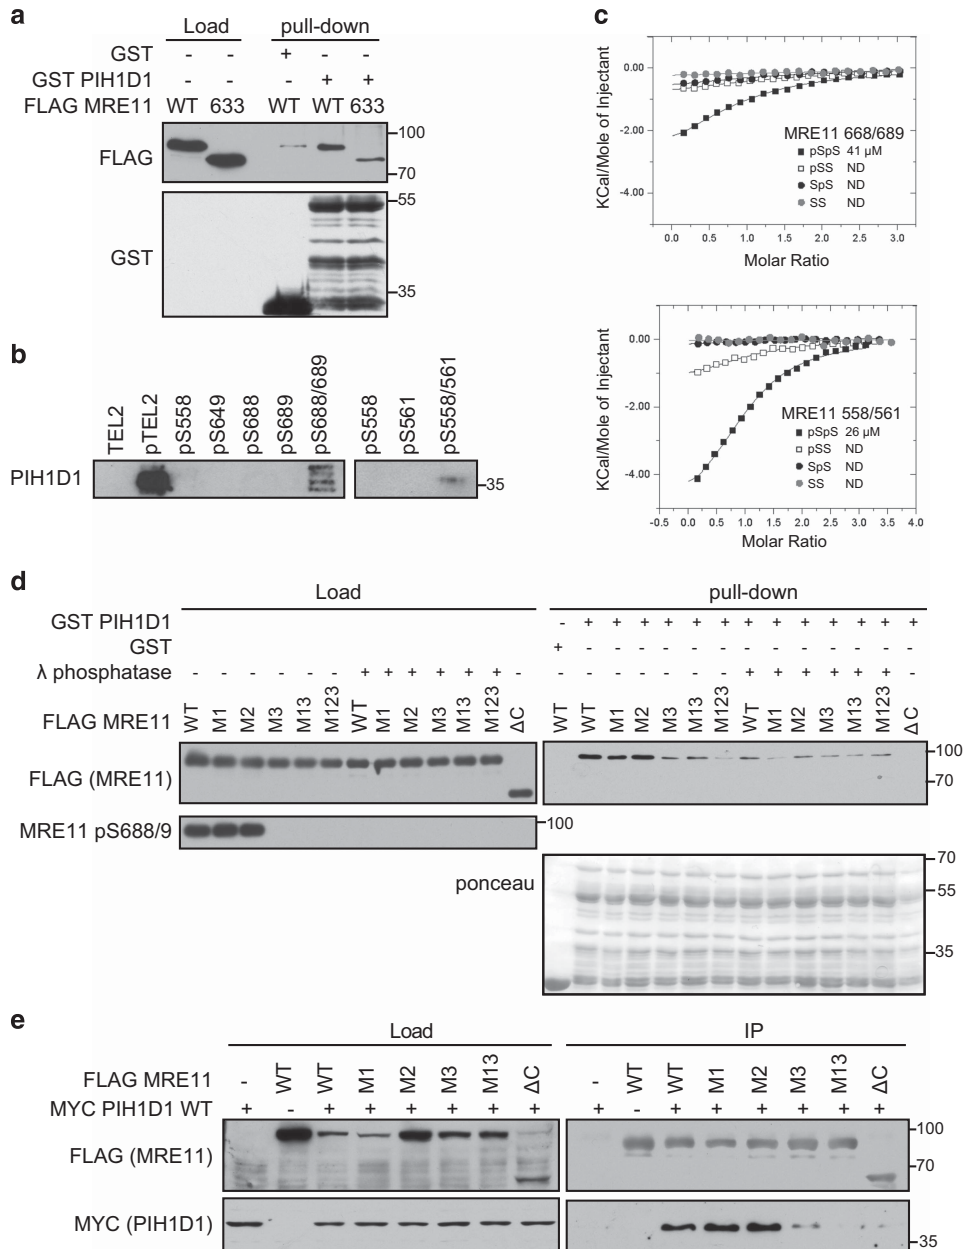 a
Load pull-down
GST - - + - -
GST PIH1D1 - - - + +
FLAG MRE11 WT 633 WT WT 633
FLAG
100
70
GST
55
35
b
TEL2 pTEL2 pS558 pS649 pS688 pS689 pS688/689 pS558 pS561 pS558/561
PIH1D1
35
c
KCal/Mole of Injectant
0.00
-2.00
-4.00
MRE11 668/689
pSpS 41 µM
pSS ND
SpS ND
SS ND
0.0 0.5 1.0 1.5 2.0 2.5 3.0
Molar Ratio
KCal/Mole of Injectant
0.00
-2.00
-4.00
MRE11 558/561
pSpS 26 µM
pSS ND
SpS ND
SS ND
-0.5 0.0 0.5 1.0 1.5 2.0 2.5 3.0 3.5 4.0
Molar Ratio
d
Load pull-down
GST PIH1D1 - + + + + + + + + + + + + +
GST + - - - - - - - - - - - - -
λ phosphatase - - - - - - + + + + + + - - - - - - - - + + + + + + -
FLAG MRE11 WT M1 M2 M3 M13 M123 WT M1 M2 M3 M13 M123 ΔC WT WT M1 M2 M3 M13 M123 WT M1 M2 M3 M13 M123 ΔC
FLAG (MRE11)
100
70
MRE11 pS688/9
100
ponceau
70
55
35
e
Load IP
FLAG MRE11 - WT WT M1 M2 M3 M13 ΔC - WT WT M1 M2 M3 M13 ΔC
MYC PIH1D1 WT + - + + + + + + + - + + + + + +
FLAG (MRE11)
100
70
MYC (PIH1D1)
35